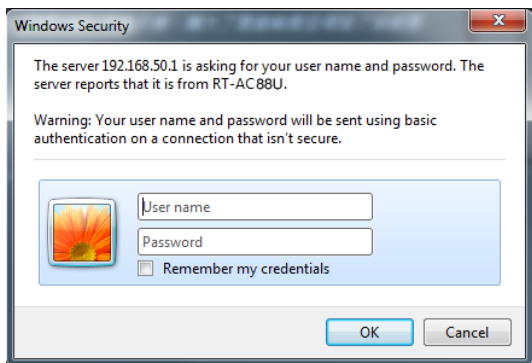 Windows Security
The server 192.168.50.1 is asking for your user name and password. The
server reports that it is from RT-AC88U.
Warning: Your user name and password will be sent using basic
authentication on a connection that isn't secure.
User name
Password
Remember my credentials
OK
Cancel